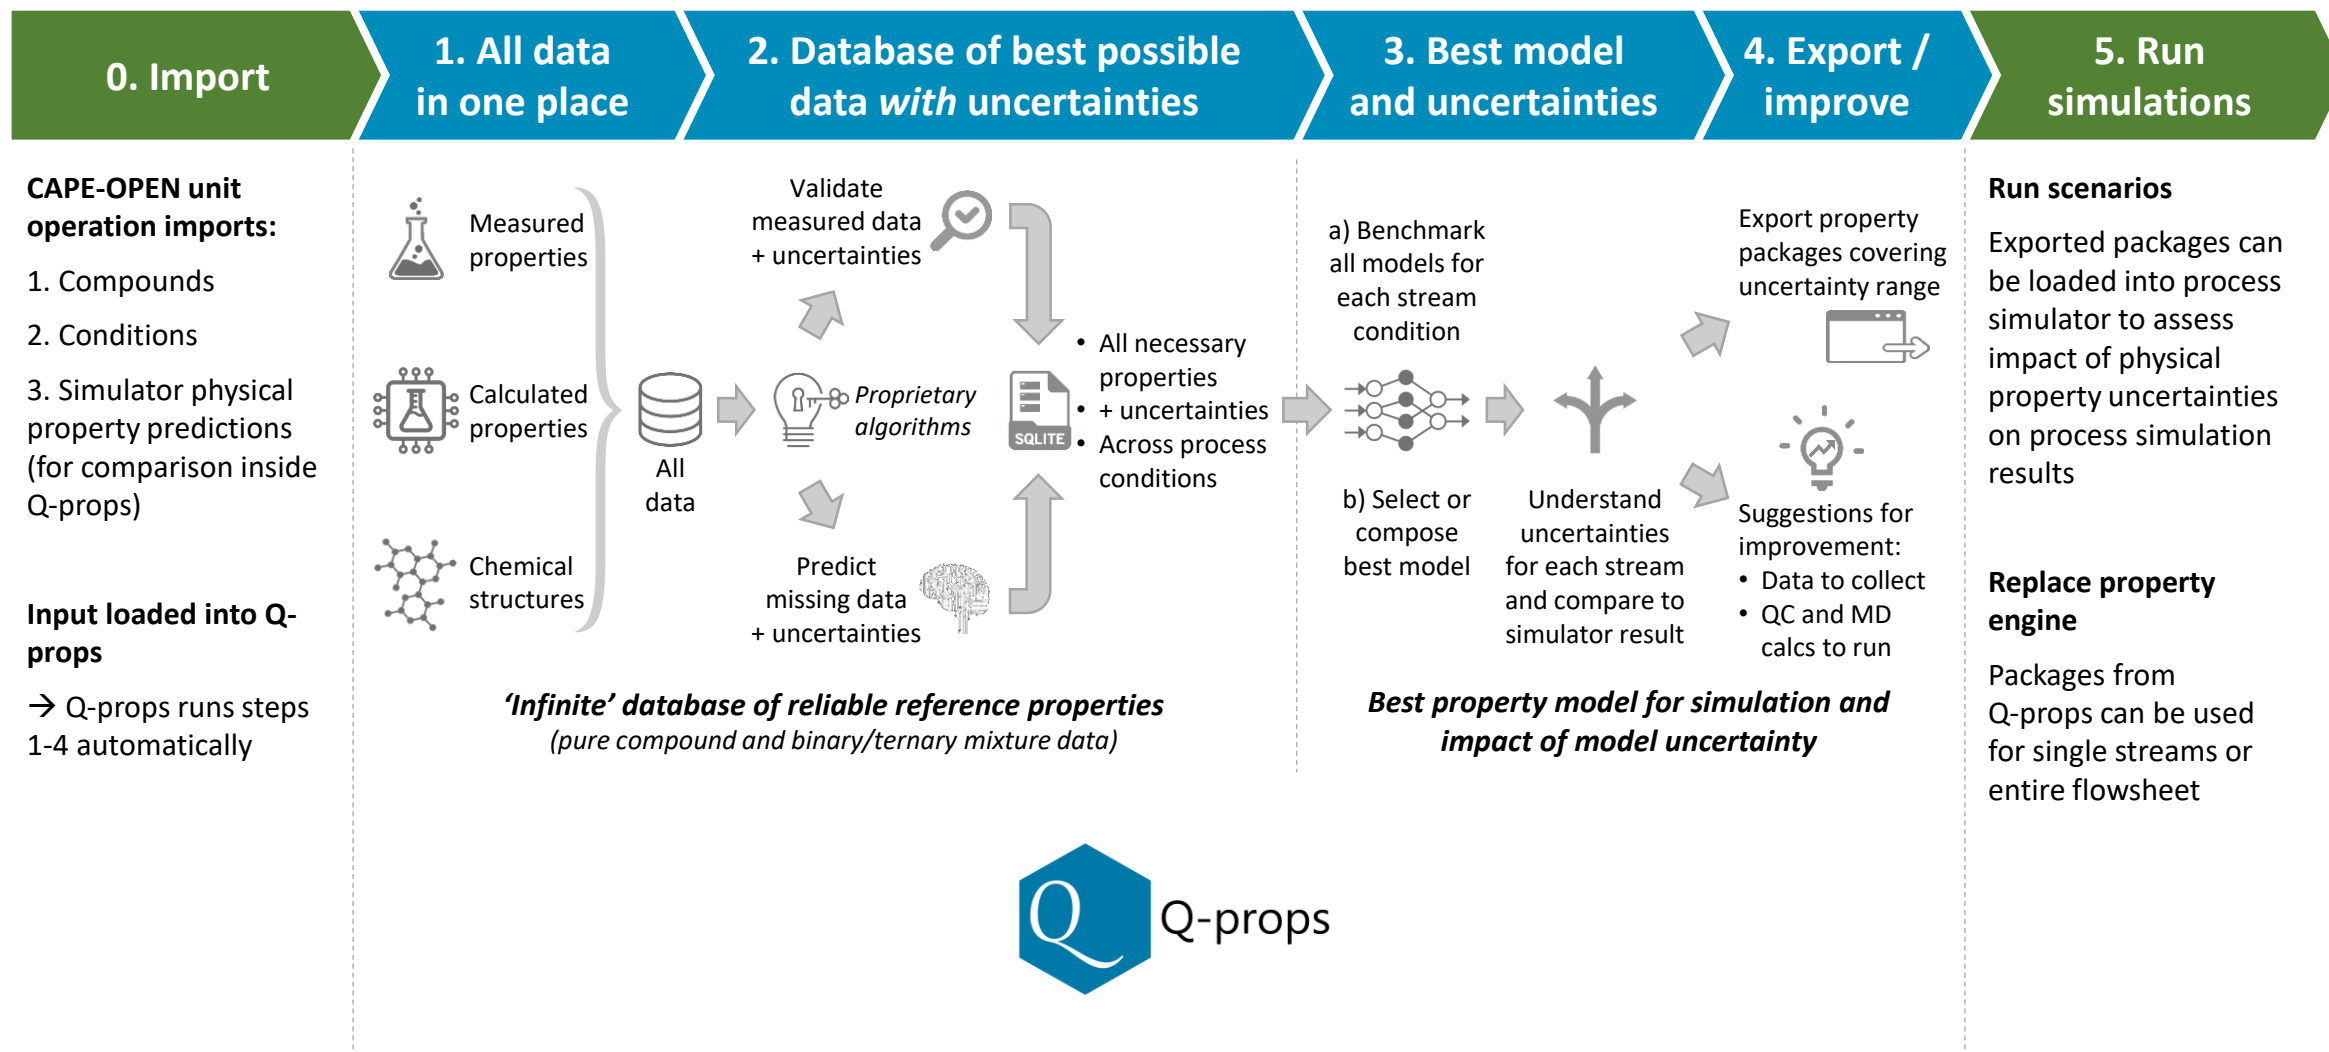 0. Import
1. All data
in one place
2. Database of best possible
data with uncertainties
3. Best model
and uncertainties
4. Export /
improve
5. Run
simulations
CAPE-OPEN unit
operation imports:
1. Compounds
2. Conditions
3. Simulator physical
property predictions
(for comparison inside
Q-props)
Input loaded into Q-
props
→ Q-props runs steps
1-4 automatically
Measured
properties
Calculated
properties
Chemical
structures
All
data
Validate
measured data
+ uncertainties
Proprietary
algorithms
Predict
missing data
+ uncertainties
SQLITE
• All necessary
properties
• + uncertainties
• Across process
conditions
‘Infinite’ database of reliable reference properties
(pure compound and binary/ternary mixture data)
a) Benchmark
all models for
each stream
condition
b) Select or
compose
best model
Understand
uncertainties
for each stream
and compare to
simulator result
Export property
packages covering
uncertainty range
Suggestions for
improvement:
• Data to collect
• QC and MD
calcs to run
Best property model for simulation and
impact of model uncertainty
Run scenarios
Exported packages can
be loaded into process
simulator to assess
impact of physical
property uncertainties
on process simulation
results
Replace property
engine
Packages from
Q-props can be used
for single streams or
entire flowsheet
Q
Q-props